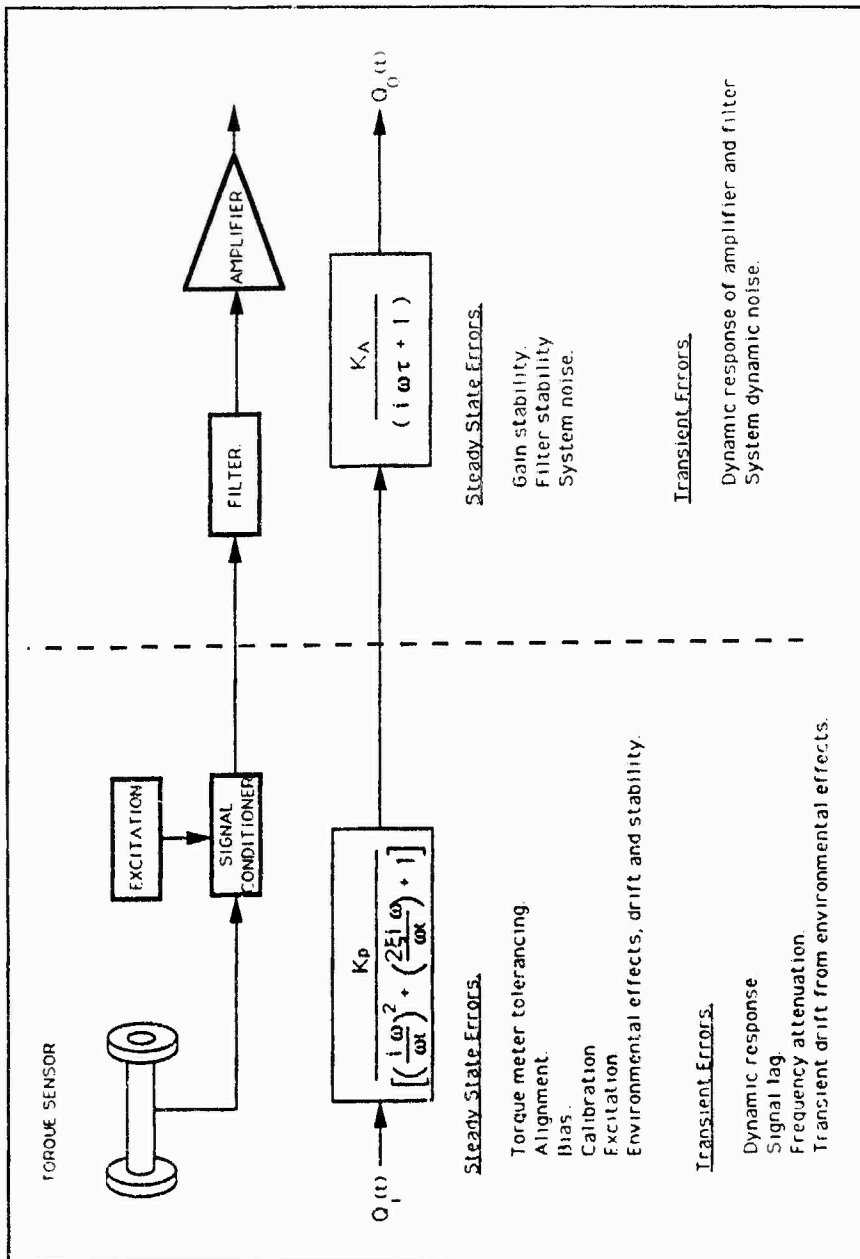 TORQUE SENSOR
EXCITATION
SIGNAL
CONDITIONER
FILTER.
AMPLIFIER
Q_I(t)
K_P
[(i ω/ωt)² + (2ξi ω/ωt) + 1]
K_A
(i ωτ + 1)
Q_O(t)
Steady State Errors.
Torque meter tolerancing.
Alignment.
Bias.
Calibration
Excitation
Environmental effects, drift and stability.
Transient Errors.
Dynamic response
Signal lag.
Frequency attenuation.
Transient drift from environmental effects.
Steady State Errors.
Gain stability.
Filter stability
System noise.
Transient Errors.
Dynamic response of amplifier and filter
System dynamic noise.